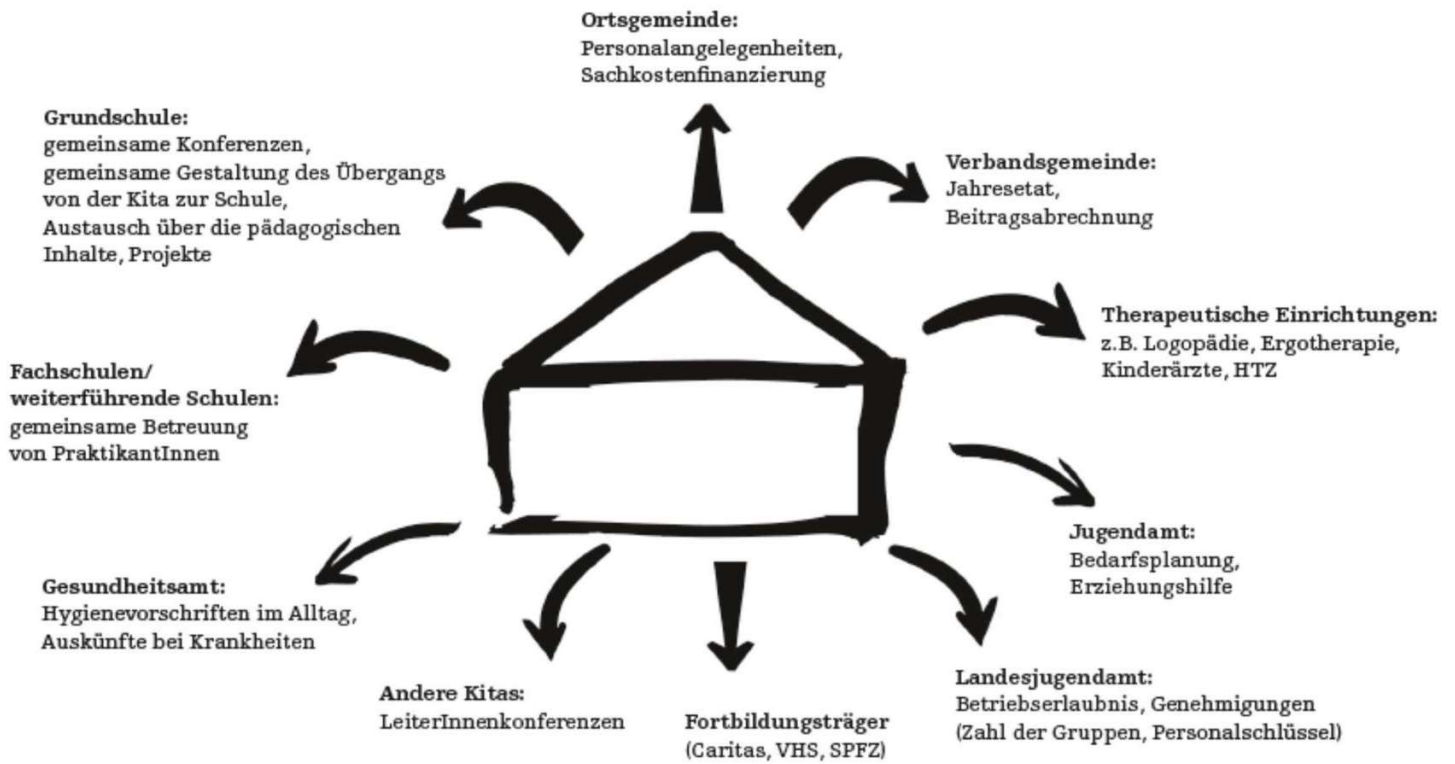 Ortsgemeinde:
Personalangelegenheiten,
Sachkostenfinanzierung
Grundschule:
gemeinsame Konferenzen,
gemeinsame Gestaltung des Übergangs
von der Kita zur Schule,
Austausch über die pädagogischen
Inhalte, Projekte
Verbandsgemeinde:
Jahresetat,
Beitragsabrechnung
Therapeutische Einrichtungen:
z.B. Logopädie, Ergotherapie,
Kinderärzte, HTZ
Fachschulen/
weiterführende Schulen:
gemeinsame Betreuung
von PraktikantInnen
Jugendamt:
Bedarfsplanung,
Erziehungshilfe
Gesundheitsamt:
Hygienevorschriften im Alltag,
Auskünfte bei Krankheiten
Andere Kitas:
LeiterInnenkonferenzen
Fortbildungsträger
(Caritas, VHS, SPFZ)
Landesjugendamt:
Betriebserlaubnis, Genehmigungen
(Zahl der Gruppen, Personalschlüssel)